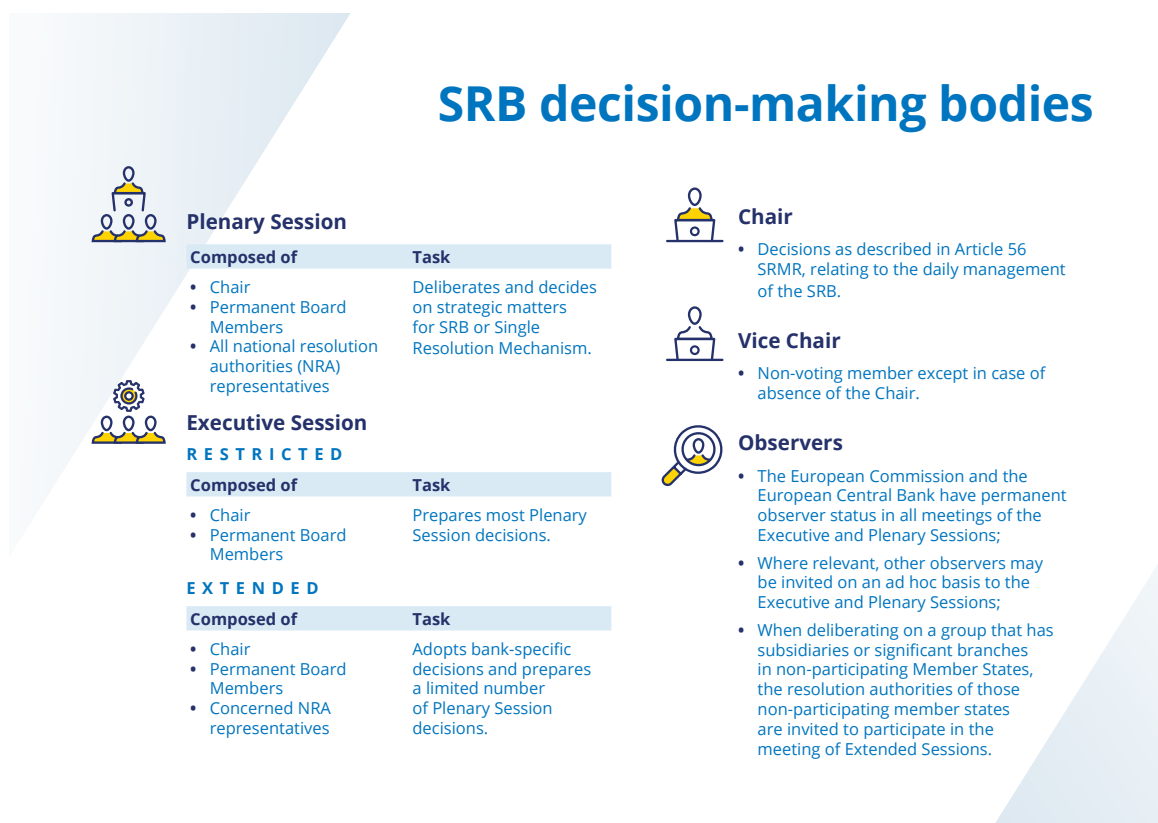 SRB decision-making bodies
Plenary Session
Composed of Task
• Chair
• Permanent Board
Members
• All national resolution
authorities (NRA)
representatives
Deliberates and decides
on strategic matters
for SRB or Single
Resolution Mechanism.
Executive Session
RESTRICTED
Composed of Task
• Chair
• Permanent Board
Members
Prepares most Plenary
Session decisions.
EXTENDED
Composed of Task
• Chair
• Permanent Board
Members
• Concerned NRA
representatives
Adopts bank-specific
decisions and prepares
a limited number
of Plenary Session
decisions.
Chair
• Decisions as described in Article 56
SRMR, relating to the daily management
of the SRB.
Vice Chair
• Non-voting member except in case of
absence of the Chair.
Observers
• The European Commission and the
European Central Bank have permanent
observer status in all meetings of the
Executive and Plenary Sessions;
• Where relevant, other observers may
be invited on an ad hoc basis to the
Executive and Plenary Sessions;
• When deliberating on a group that has
subsidiaries or significant branches
in non-participating Member States,
the resolution authorities of those
non-participating member states
are invited to participate in the
meeting of Extended Sessions.